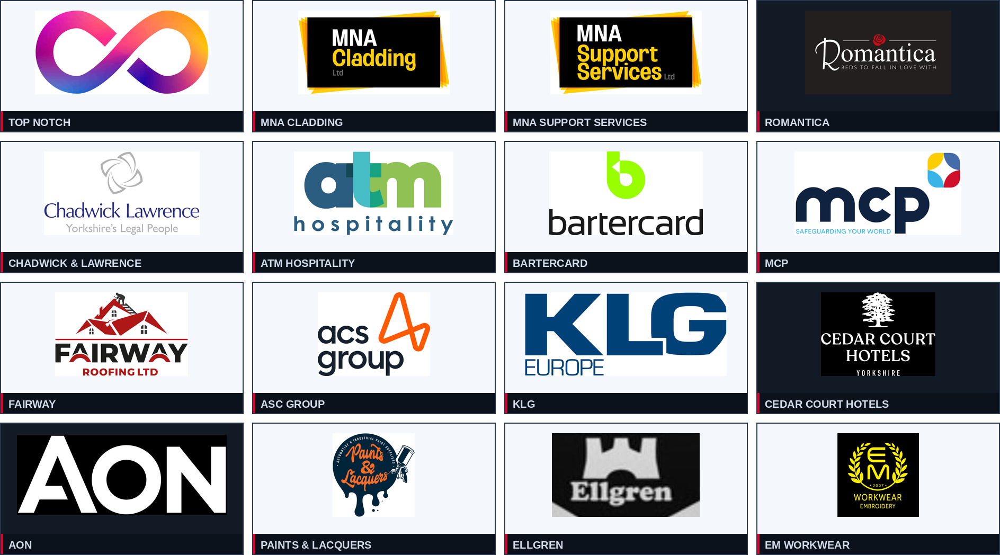 TOP NOTCH
MNA
Cladding
Ltd
MNA CLADDING
MNA
Support
Services Ltd
MNA SUPPORT SERVICES
Romantica
BEDS TO FALL IN LOVE WITH
ROMANTICA
Chadwick Lawrence
Yorkshire's Legal People
CHADWICK & LAWRENCE
atm
hospitality
ATM HOSPITALITY
b
bartercard
BARTERCARD
mcp
SAFEGUARDING YOUR WORLD
MCP
FAIRWAY
ROOFING LTD
FAIRWAY
acs
group
ASC GROUP
KLG
EUROPE
KLG
CEDAR COURT
HOTELS
YORKSHIRE
CEDAR COURT HOTELS
AON
AON
• AUTOMOTIVE & INDUSTRIAL PAINT SUPPLIERS •
Paints
&
Lacquers
PAINTS & LACQUERS
Ellgren
ELLGREN
EM
• 2007 •
WORKWEAR
EMBROIDERY
EM WORKWEAR